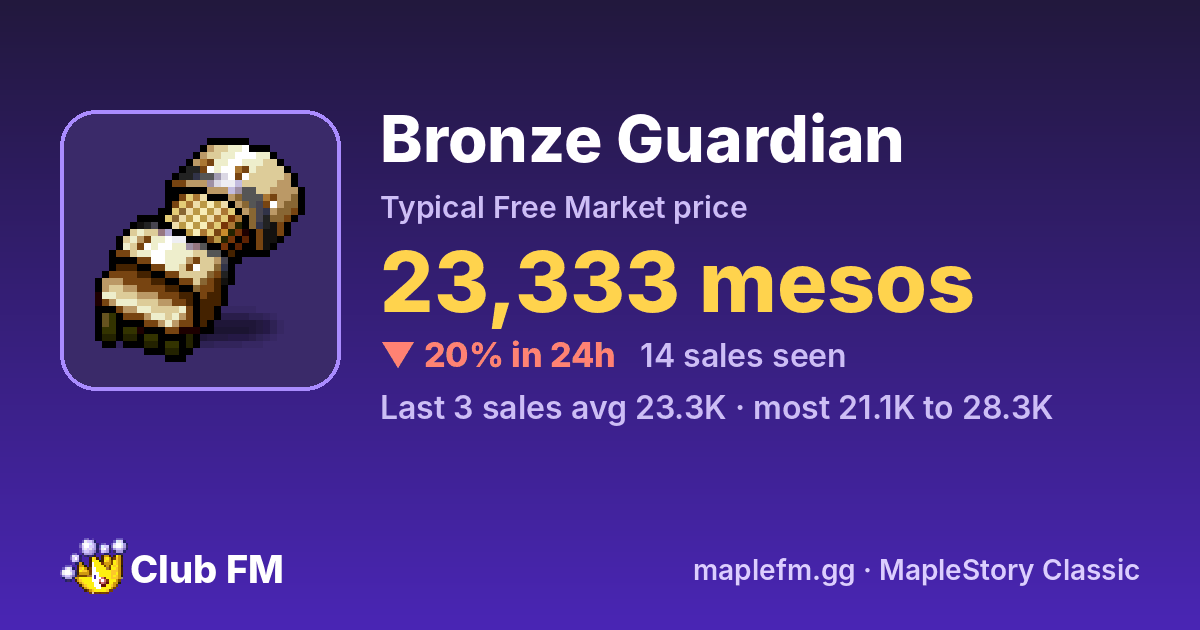 Bronze Guardian
Typical Free Market price
23,333 mesos
▼ 20% in 24h 14 sales seen
Last 3 sales avg 23.3K · most 21.1K to 28.3K
Club FM
maplefm.gg · MapleStory Classic